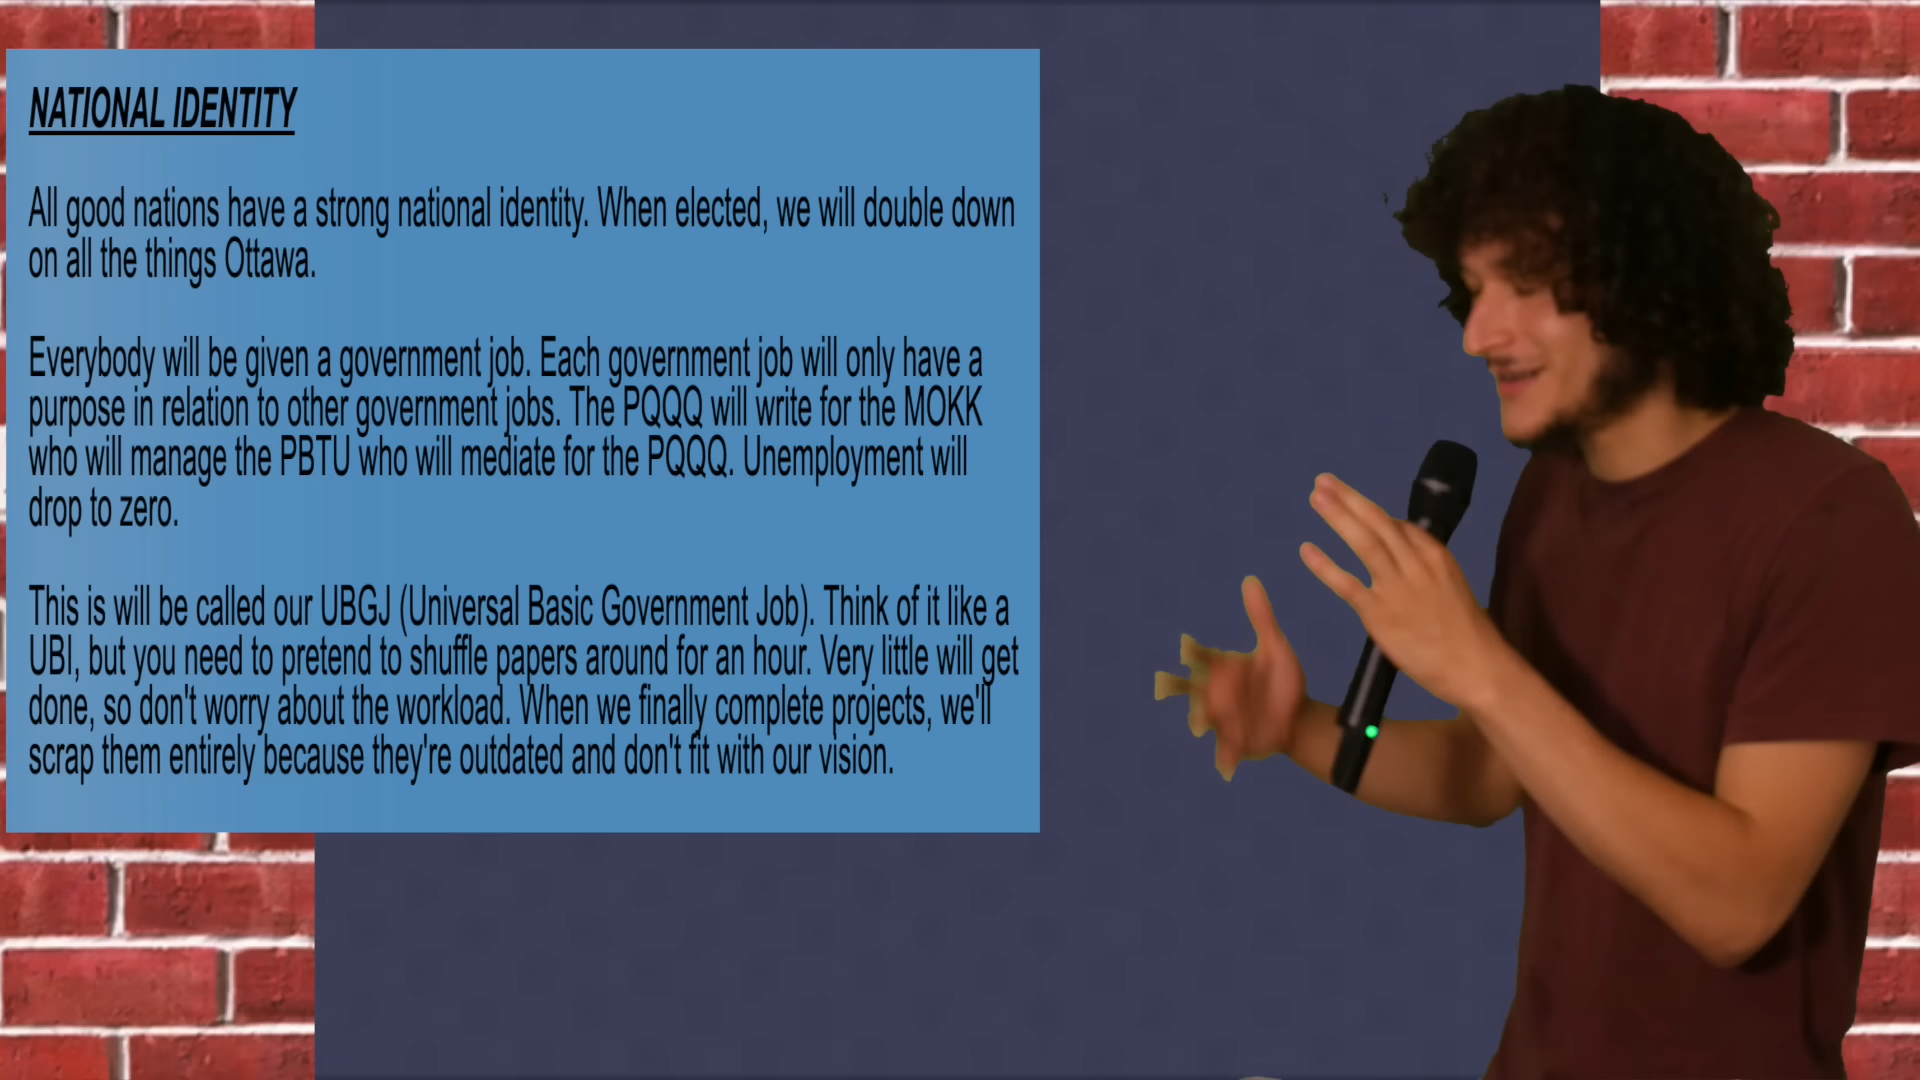 NATIONAL IDENTITY
All good nations have a strong national identity. When elected, we will double down
on all the things Ottawa.
Everybody will be given a government job. Each government job will only have a
purpose in relation to other government jobs. The PQQQ will write for the MOKK
who will manage the PBTU who will mediate for the PQQQ. Unemployment will
drop to zero.
This is will be called our UBGJ (Universal Basic Government Job). Think of it like a
UBI, but you need to pretend to shuffle papers around for an hour. Very little will get
done, so don't worry about the workload. When we finally complete projects, we'll
scrap them entirely because they're outdated and don't fit with our vision.